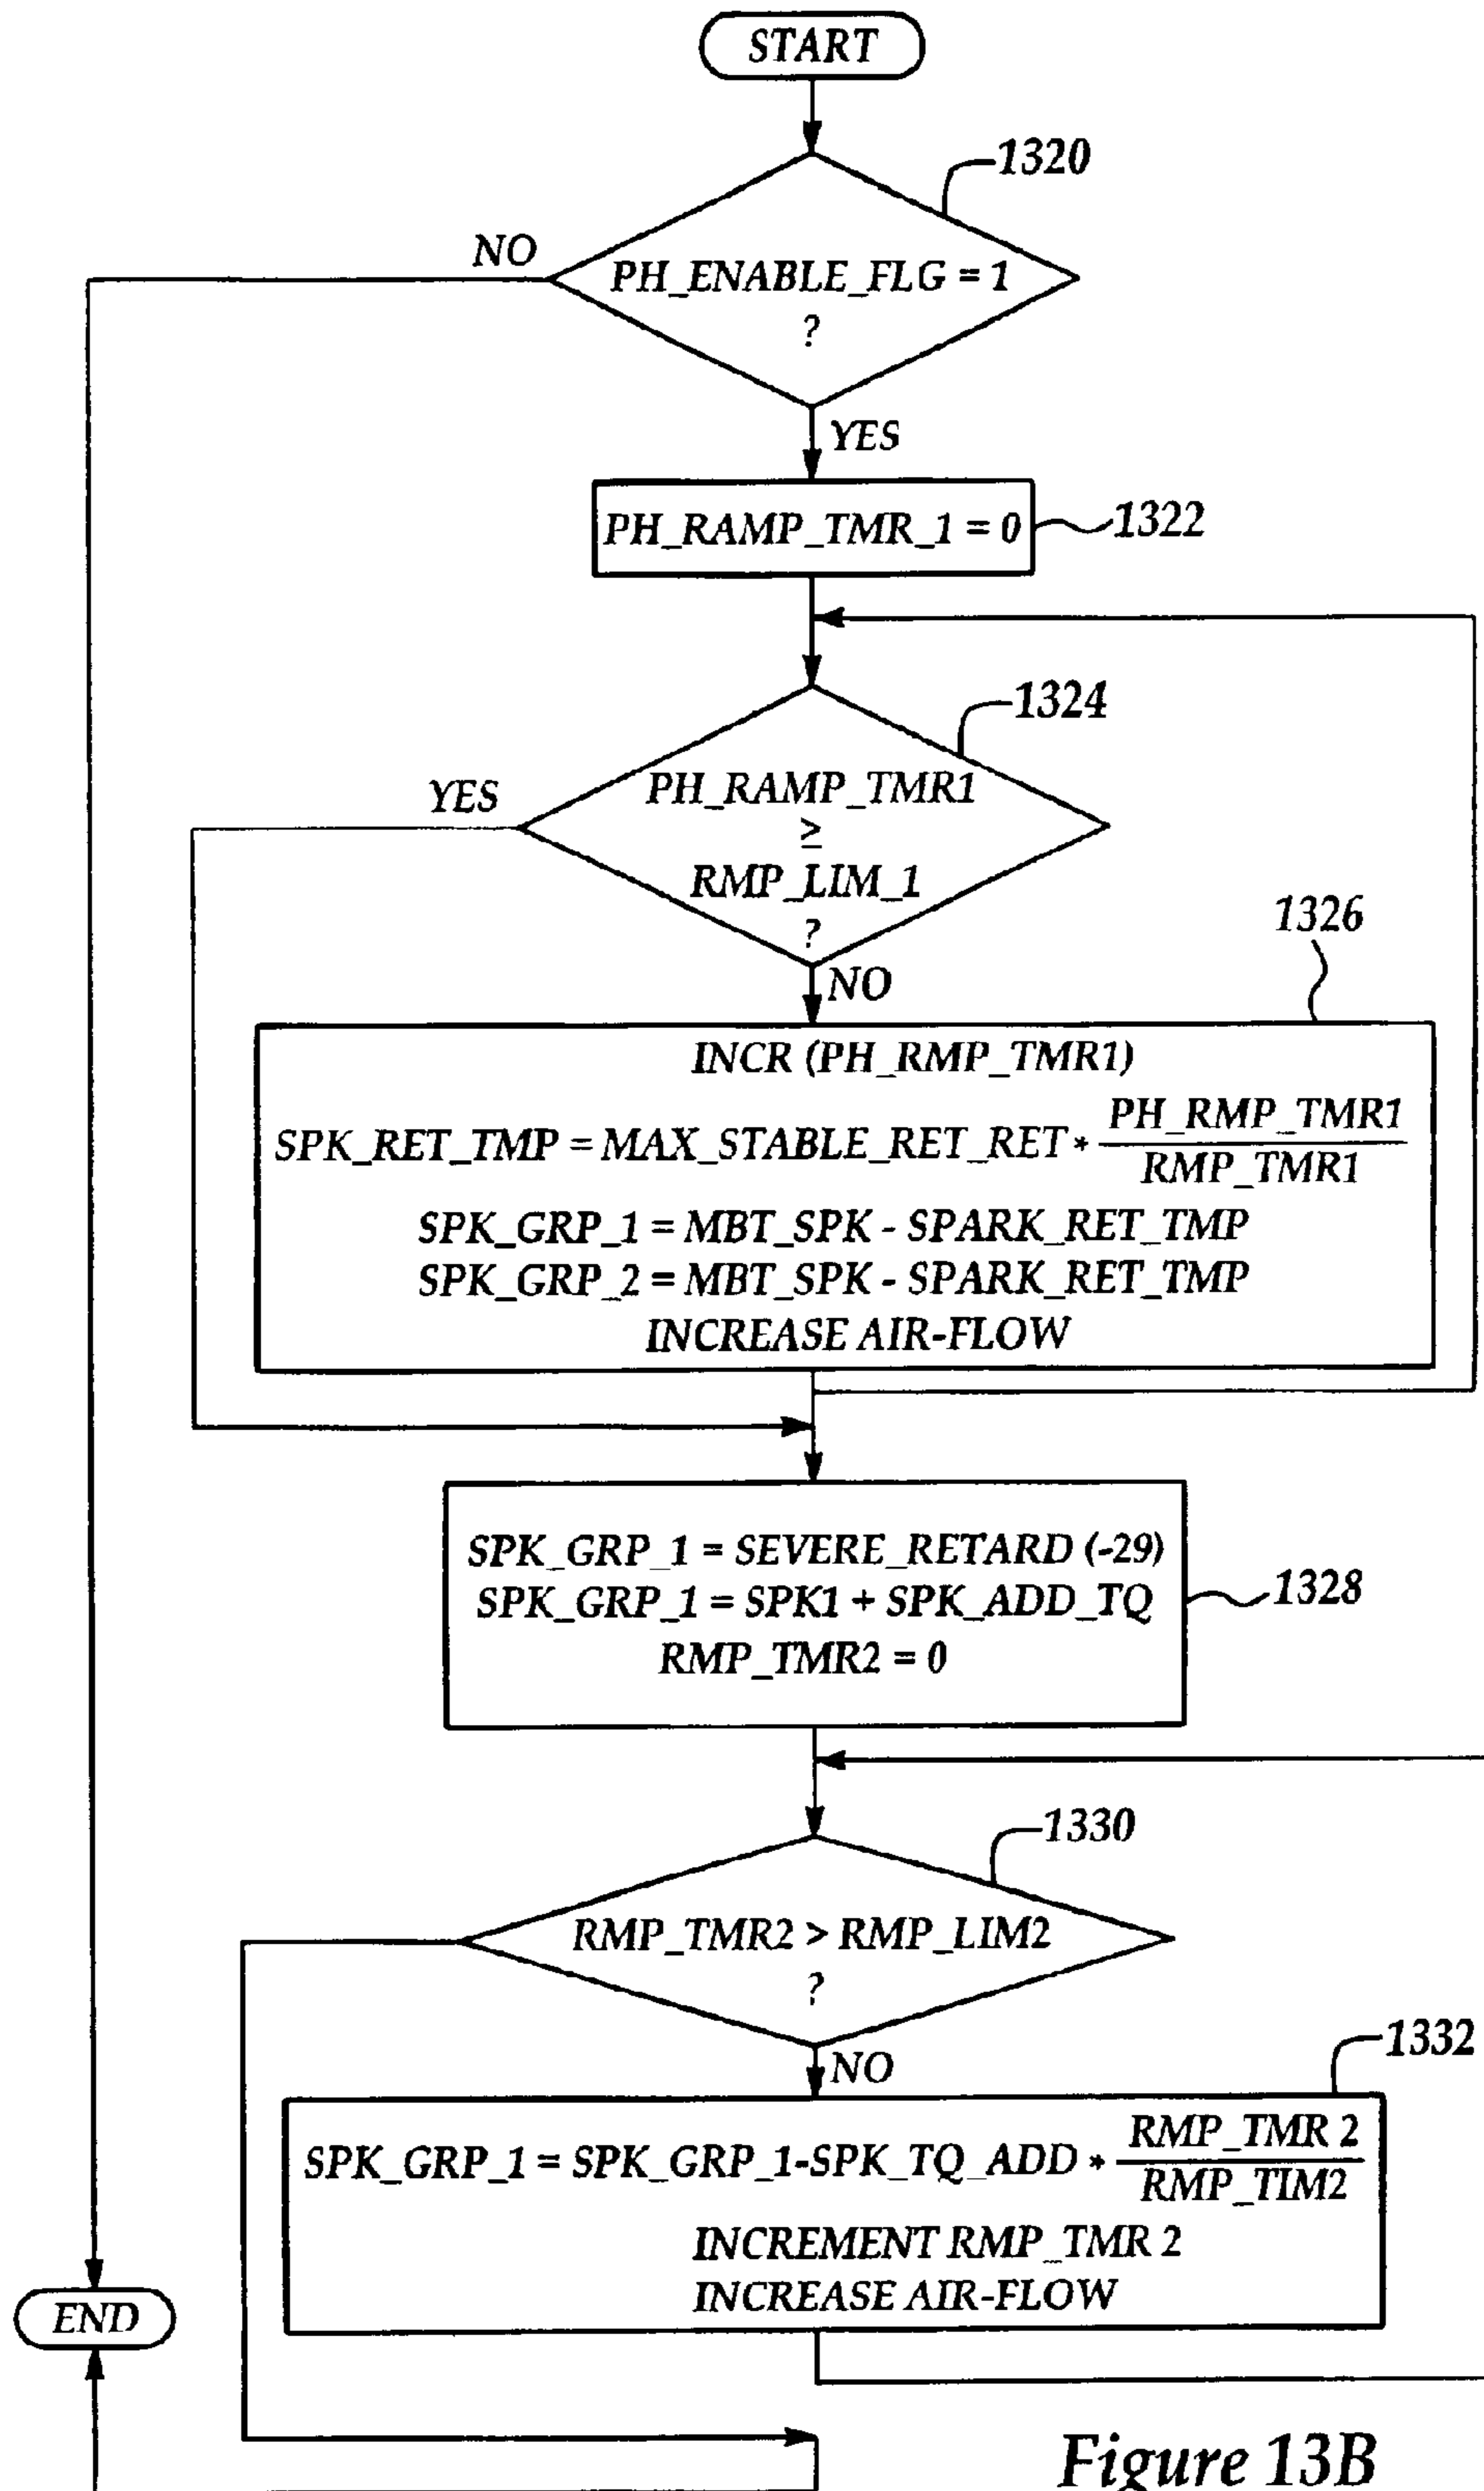 START
1320
NO
PH_ENABLE_FLG = 1
?
YES
PH_RAMP_TMR_1 = 0
1322
1324
YES
PH_RAMP_TMR1
≥
RMP_LIM_1
?
1326
NO
INCR (PH_RMP_TMR1)
SPK_RET_TMP = MAX_STABLE_RET_RET * PH_RMP_TMR1
RMP_TMR1
SPK_GRP_1 = MBT_SPK - SPARK_RET_TMP
SPK_GRP_2 = MBT_SPK - SPARK_RET_TMP
INCREASE AIR-FLOW
SPK_GRP_1 = SEVERE_RETARD (-29)
SPK_GRP_1 = SPK1 + SPK_ADD_TQ
RMP_TMR2 = 0
1328
1330
RMP_TMR2 > RMP_LIM2
?
1332
NO
SPK_GRP_1 = SPK_GRP_1-SPK_TQ_ADD * RMP_TMR 2
RMP_TIM2
INCREMENT RMP_TMR 2
INCREASE AIR-FLOW
END
Figure 13B